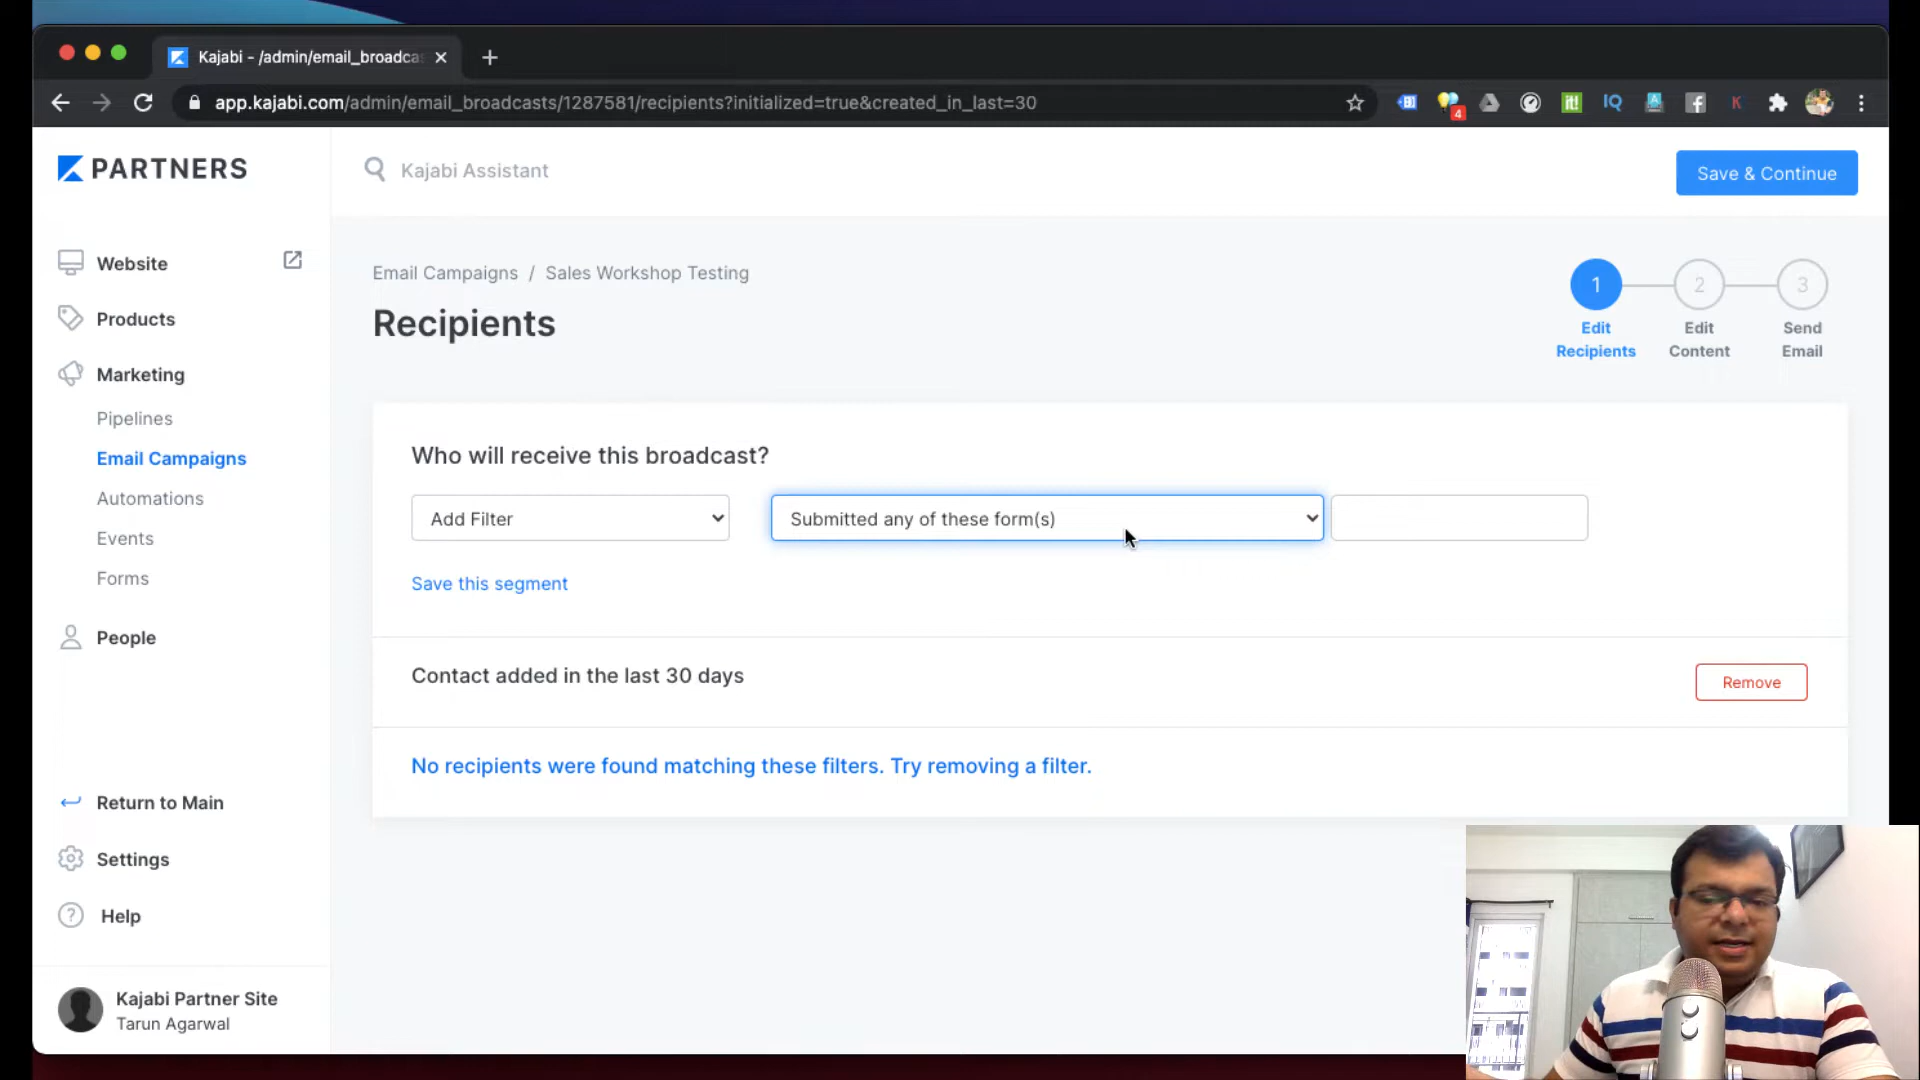 Kajabi - /admin/email_broadca
app.kajabi.com/admin/email_broadcasts/1287581/recipients?initialized=true&created_in_last=30
4
it!
IQ
K
PARTNERS
Kajabi Assistant
Save & Continue
Website
Products
Marketing
Pipelines
Email Campaigns
Automations
Events
Forms
People
Return to Main
Settings
? Help
Kajabi Partner Site
Tarun Agarwal
Email Campaigns / Sales Workshop Testing
Recipients
1
Edit
Recipients
2
Edit
Content
3
Send
Email
Who will receive this broadcast?
Add Filter
Submitted any of these form(s)
Save this segment
Contact added in the last 30 days
Remove
No recipients were found matching these filters. Try removing a filter.